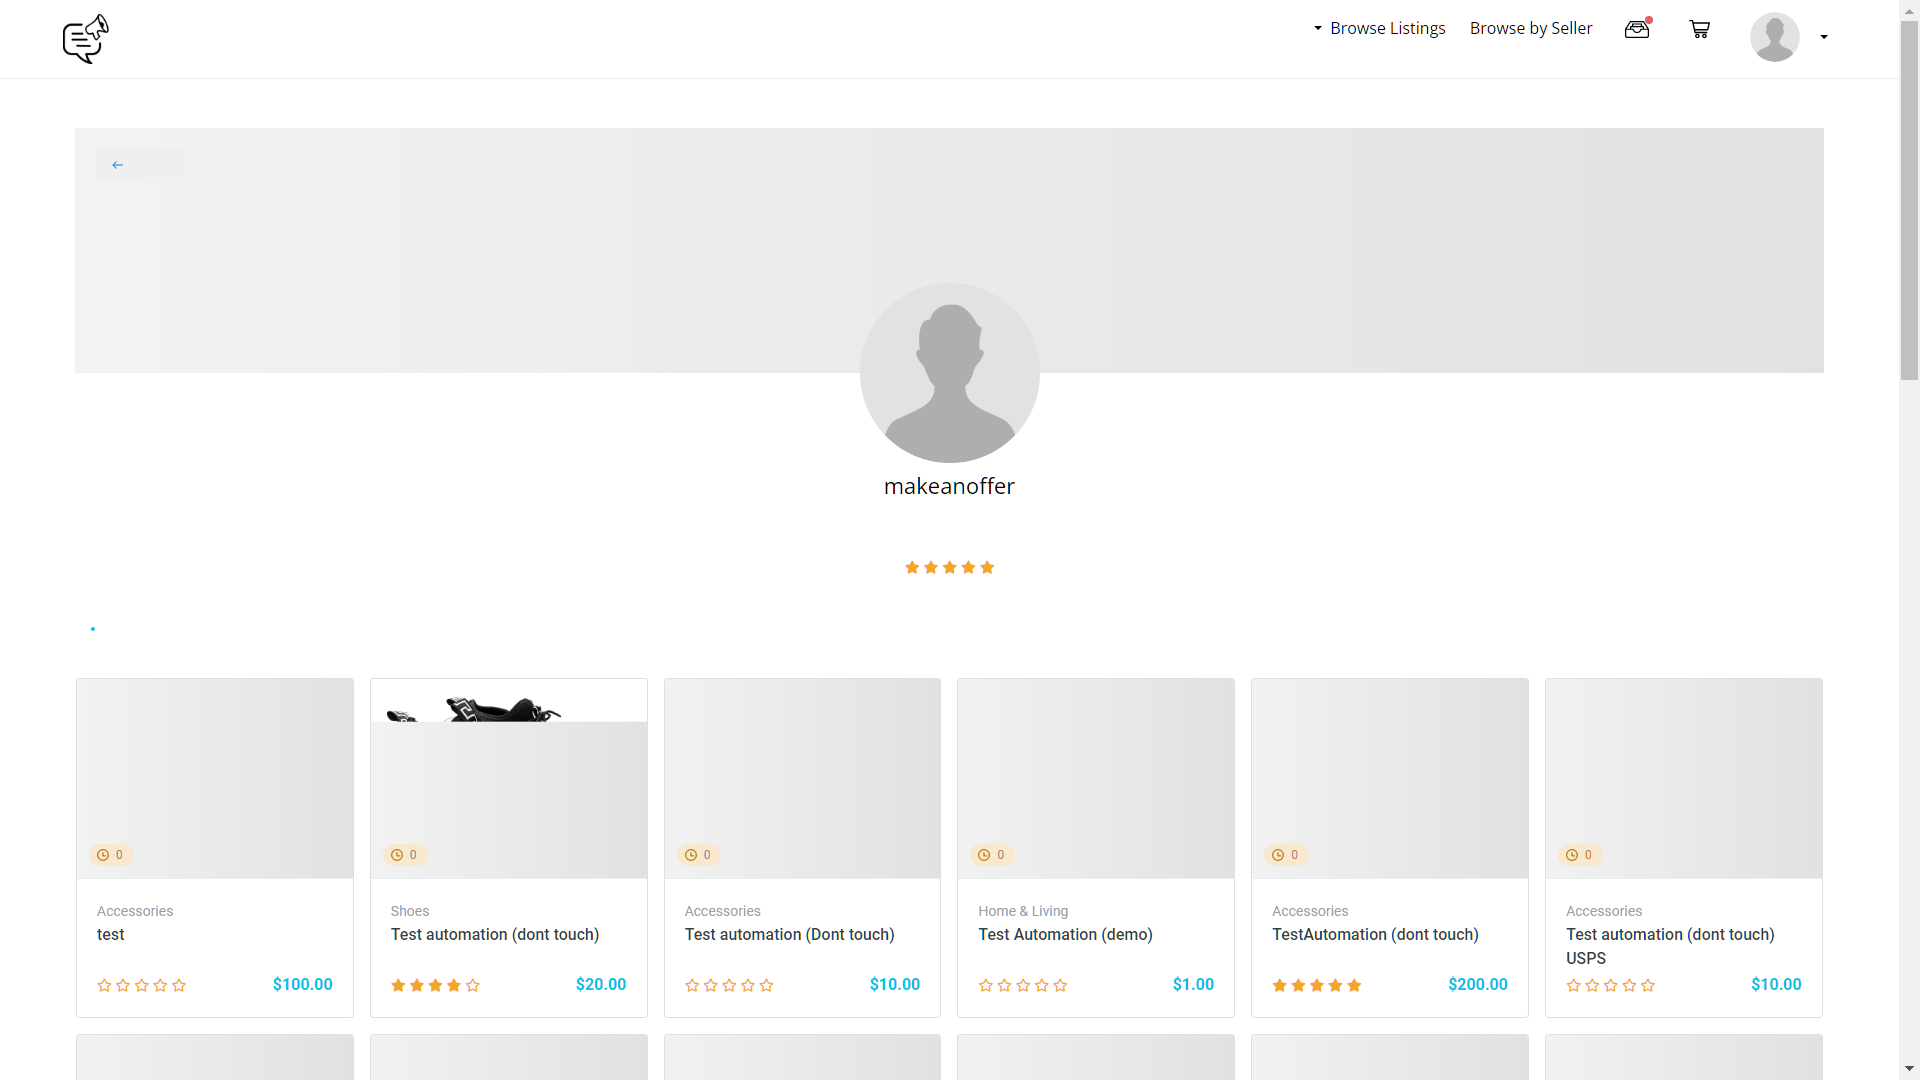 Browse Listings Browse by Seller
makeanoffer
0 0 0 0 0 0
Accessories Shoes Accessories Home & Living Accessories Accessories
test Test automation (dont touch) Test automation (Dont touch) Test Automation (demo) TestAutomation (dont touch) Test automation (dont touch)
USPS
$100.00 $20.00 $10.00 $1.00 $200.00 $10.00